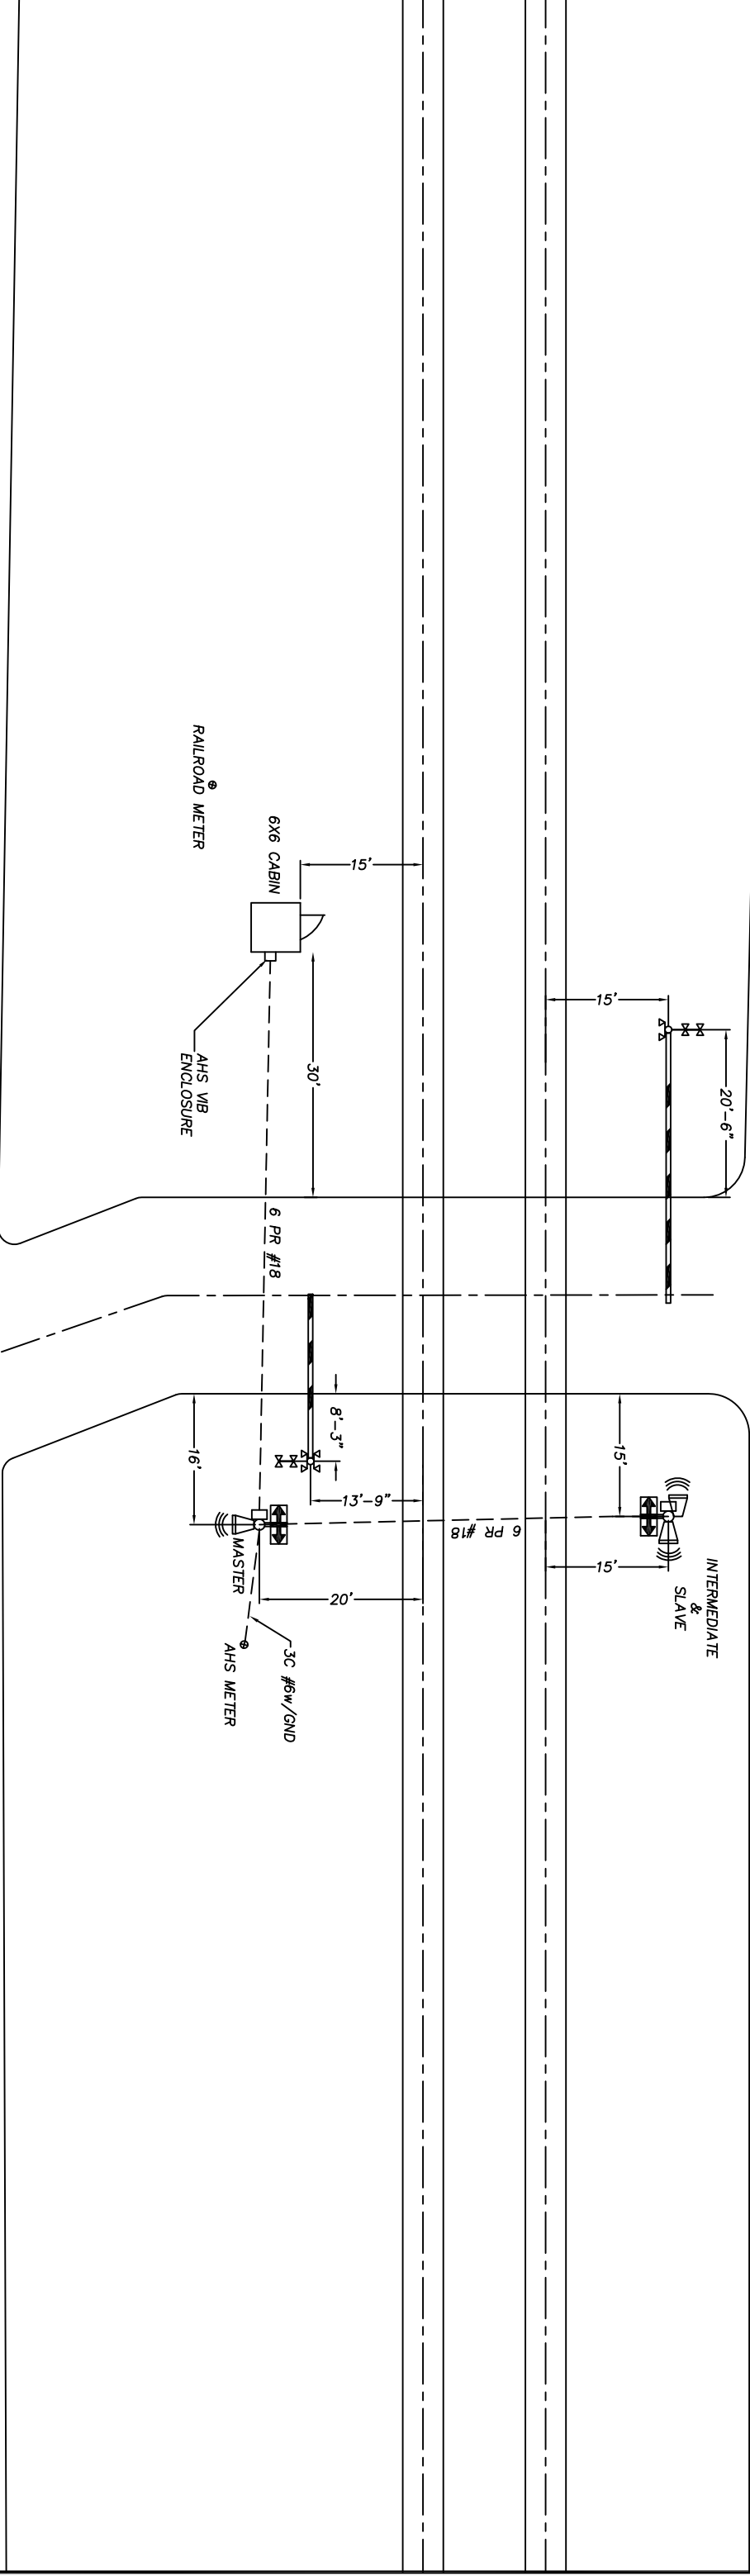 RAILROAD METER
6X6 CABIN
15'
AHS VIB
ENCLOSURE
30'
15'
20'-6"
6 PR #18
8'-3"
16'
15'
13'-9"
6 PR #18
MASTER
20'
15'
INTERMEDIATE
&
SLAVE
3C #6w/GND
AHS METER